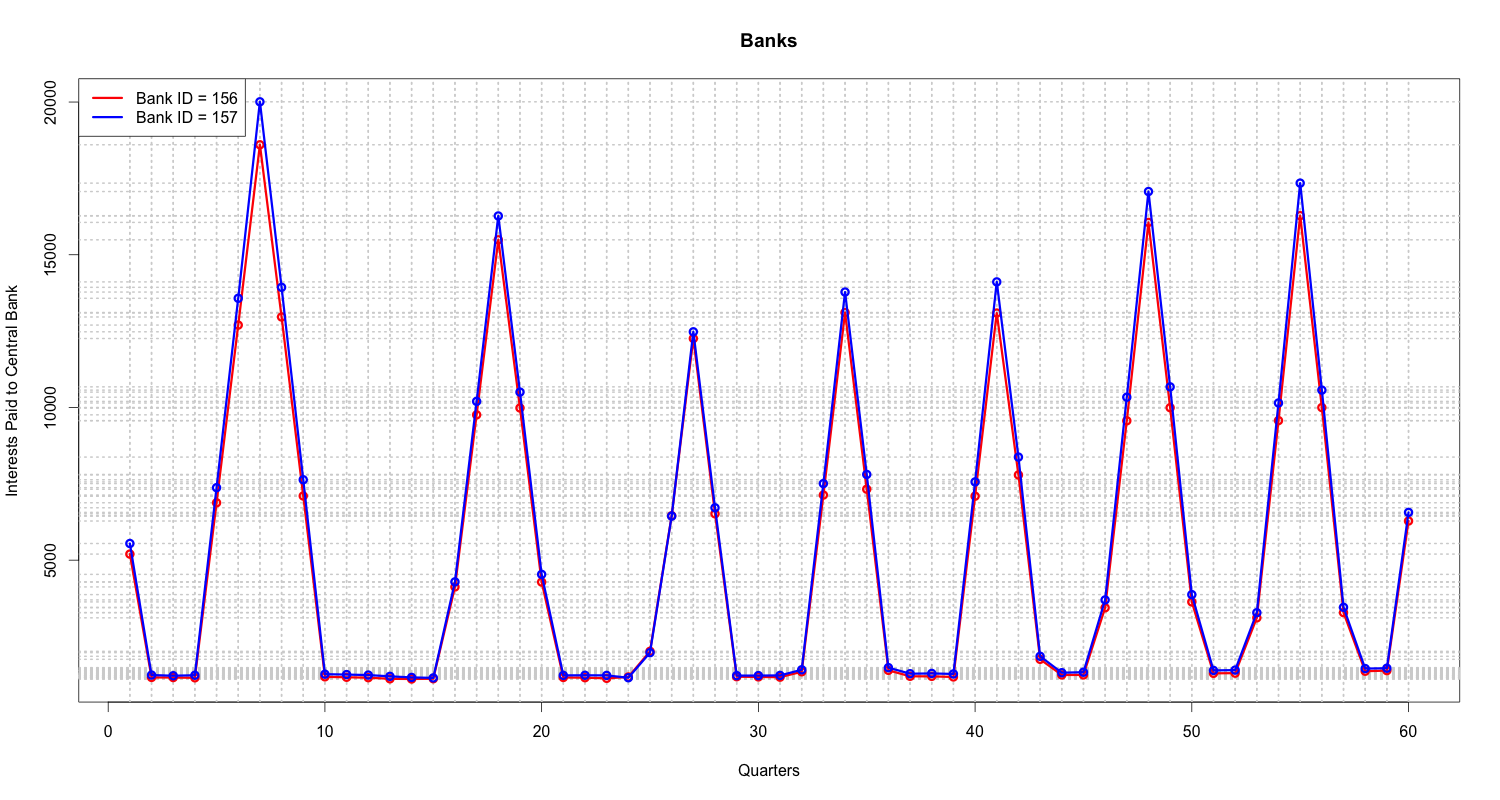 Banks
Bank ID = 156
Bank ID = 157
Interests Paid to Central Bank
20000
15000
10000
5000
0 10 20 30 40 50 60
Quarters